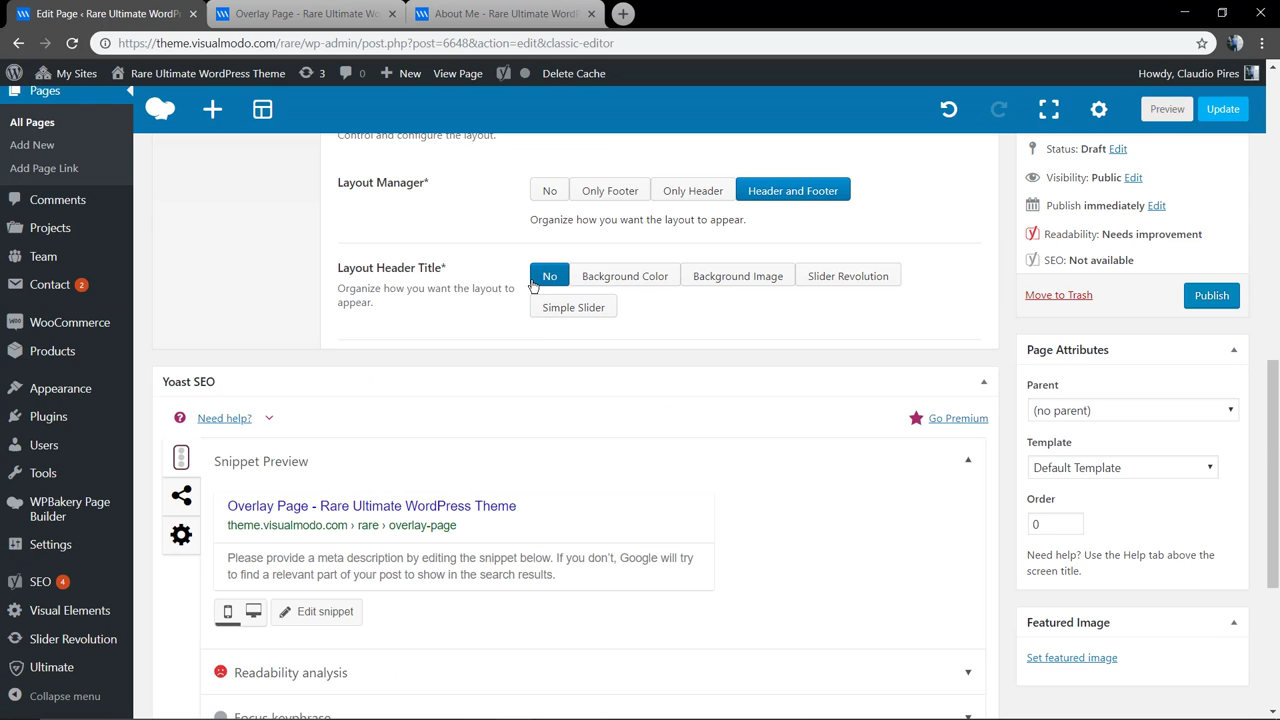 Edit Page ‹ Rare Ultimate WordPr
Overlay Page - Rare Ultimate Wo
About Me - Rare Ultimate WordP
https://theme.visualmodo.com/rare/wp-admin/post.php?post=6648&action=edit&classic-editor
My Sites
Rare Ultimate WordPress Theme
3
0
New
View Page
Delete Cache
Howdy, Claudio Pires
Pages
All Pages
Add New
Add Page Link
Comments
Projects
Team
Contact 2
WooCommerce
Products
Appearance
Plugins
Users
Tools
WPBakery Page
Builder
Settings
SEO 4
Visual Elements
Slider Revolution
Ultimate
Collapse menu
Preview
Update
Control and configure the layout.
Layout Manager*
No
Only Footer
Only Header
Header and Footer
Organize how you want the layout to appear.
Layout Header Title*
Organize how you want the layout to
appear.
No
Background Color
Background Image
Slider Revolution
Simple Slider
Yoast SEO
Need help?
Go Premium
Snippet Preview
Overlay Page - Rare Ultimate WordPress Theme
theme.visualmodo.com › rare › overlay-page
Please provide a meta description by editing the snippet below. If you don’t, Google will try
to find a relevant part of your post to show in the search results.
Edit snippet
Readability analysis
Focus keyphrase
Status: Draft Edit
Visibility: Public Edit
Publish immediately Edit
Readability: Needs improvement
SEO: Not available
Move to Trash
Publish
Page Attributes
Parent
(no parent)
Template
Default Template
Order
0
Need help? Use the Help tab above the
screen title.
Featured Image
Set featured image